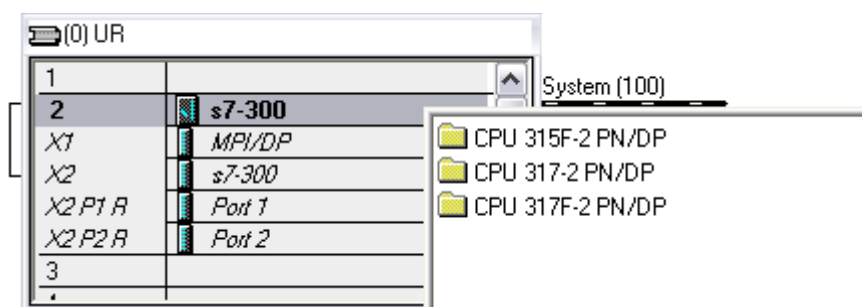 (0) UR
1
2 s7-300
X1 MPI/DP
X2 s7-300
X2 P1 R Port 1
X2 P2 R Port 2
3
System (100)
CPU 315F-2 PN/DP
CPU 317-2 PN/DP
CPU 317F-2 PN/DP